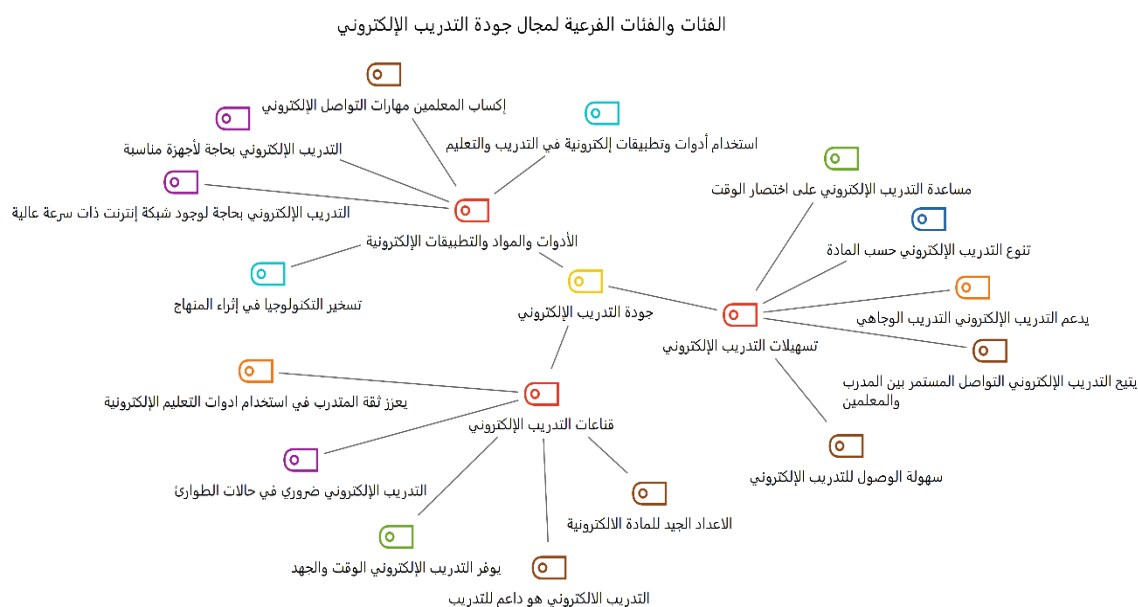 الفئات والفئات الفرعية لمجال جودة التدريب الإلكتروني
إكساب المعلمين مهارات التواصل الإلكتروني
استخدام أدوات وتطبيقات إلكترونية في التدريب والتعليم
التدريب الإلكتروني بحاجة لأجهزة مناسبة
مساعدة التدريب الإلكتروني على اختصار الوقت
التدريب الإلكتروني بحاجة لوجود شبكة إنترنت ذات سرعة عالية
الأدوات والمواد والتطبيقات الإلكترونية
تنوع التدريب الإلكتروني حسب المادة
تسخير التكنولوجيا في إثراء المنهاج
جودة التدريب الإلكتروني
يدعم التدريب الإلكتروني التدريب الوجاهي
تسهيلات التدريب الإلكتروني
يتيح التدريب الإلكتروني التواصل المستمر بين المدرب
والمعلمين
يعزز ثقة المتدرب في استخدام ادوات التعليم الإلكترونية
قناعات التدريب الإلكتروني
سهولة الوصول للتدريب الإلكتروني
التدريب الإلكتروني ضروري في حالات الطوارئ
الاعداد الجيد للمادة الالكترونية
يوفر التدريب الإلكتروني الوقت والجهد
التدريب الالكتروني هو داعم للتدريب